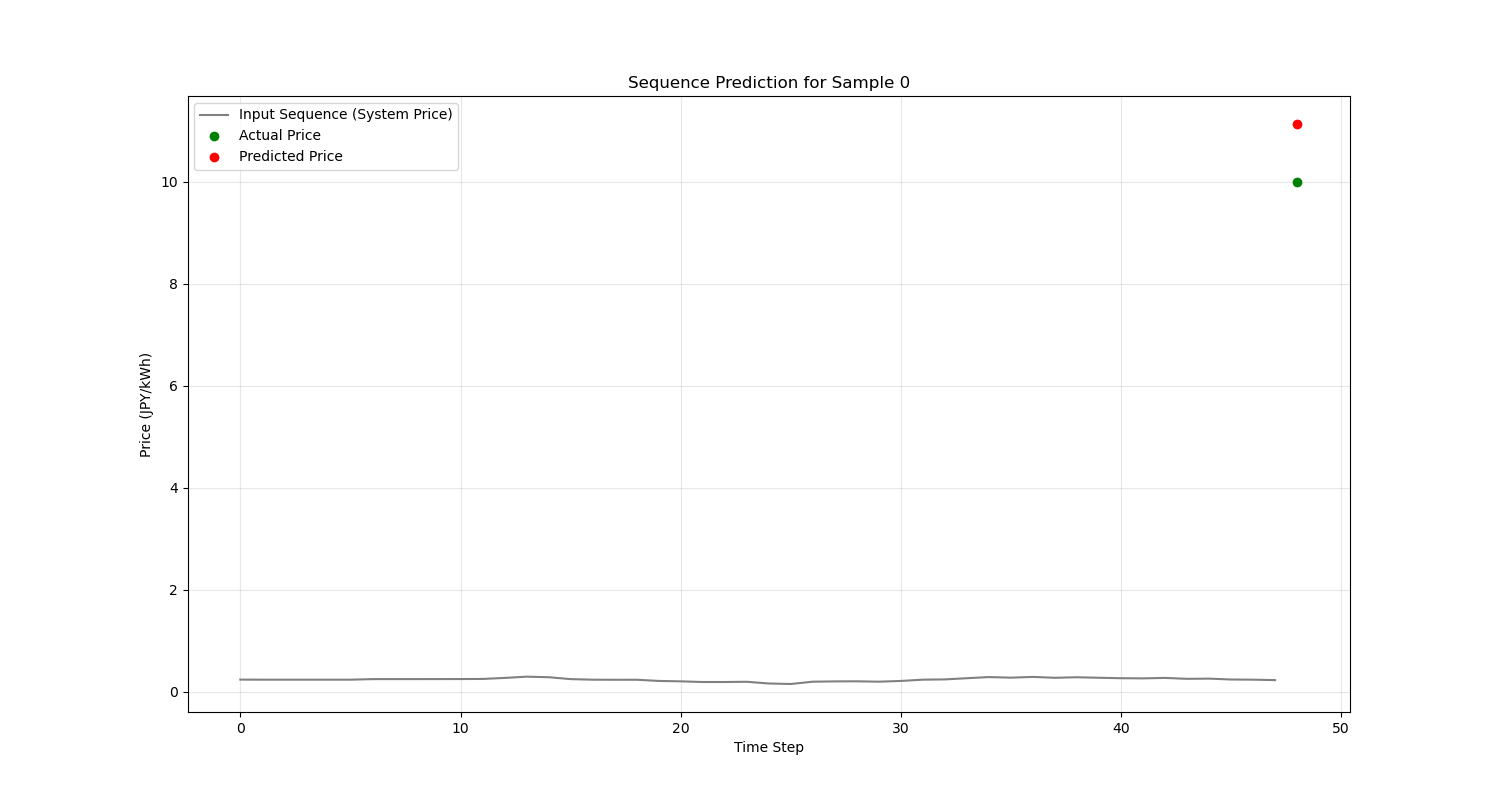 Sequence Prediction for Sample 0
Input Sequence (System Price)
Actual Price
Predicted Price
10
8
6
4
2
0
Price (JPY/kWh)
0 10 20 30 40 50
Time Step